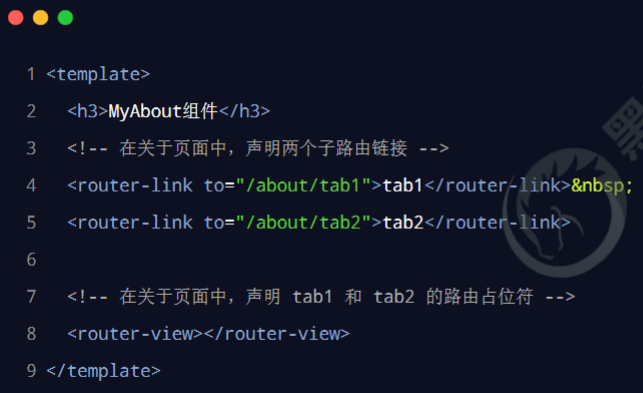 1 <template>
2 <h3>MyAbout组件</h3>
3 <!-- 在关于页面中，声明两个子路由链接 -->
4 <router-link to="/about/tab1">tab1</router-link>&nbsp;
5 <router-link to="/about/tab2">tab2</router-link>
6
7 <!-- 在关于页面中，声明 tab1 和 tab2 的路由占位符 -->
8 <router-view></router-view>
9 </template>
黑